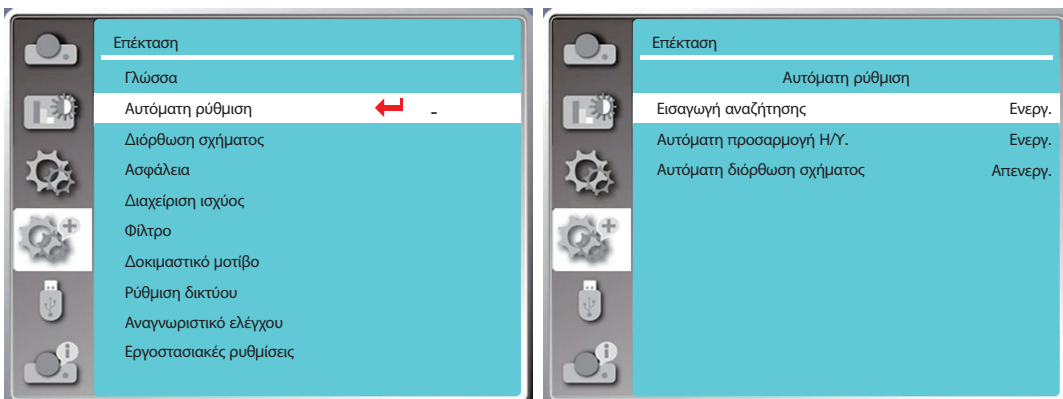 Επέκταση
Γλώσσα
Αυτόματη ρύθμιση -
Διόρθωση σχήματος
Ασφάλεια
Διαχείριση ισχύος
Φίλτρο
Δοκιμαστικό μοτίβο
Ρύθμιση δικτύου
Αναγνωριστικό ελέγχου
Εργοστασιακές ρυθμίσεις
Επέκταση
Αυτόματη ρύθμιση
Εισαγωγή αναζήτησης Ενεργ.
Αυτόματη προσαρμογή Η/Υ. Ενεργ.
Αυτόματη διόρθωση σχήματος Απενεργ.